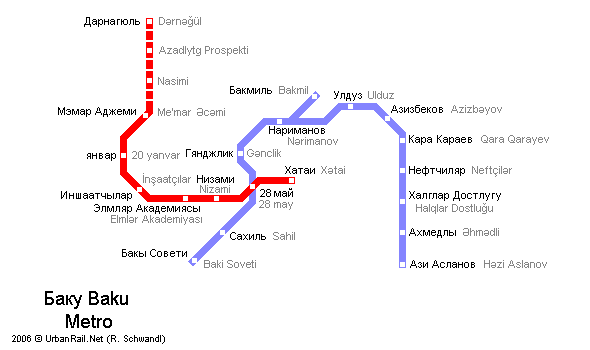 Дарнагюль Dərnəğül
Azadlytg Prospekti
Nasimi
Бакмиль Bakmil
Улдуз Ulduz
Мэмар Аджеми Me'mar Əcəmi
Азизбеков Azizbəyov
Нариманов
Nərimanov
Кара Караев Qara Qarayev
январ 20 yanvar
Гянджлик Gənclik
Хатаи Xətai
Нефтчиляр Neftçilər
İnşaatçılar Низами
Иншаатчылар Nizami
28 май
28 may
Халглар Достлугу
Halqlar Dostluğu
Элмляр Академиясы
Elmlər Akademiyası
Сахиль Sahil
Ахмедлы Əhmədli
Бакы Совети Baki Soveti
Ази Асланов Həzi Aslanov
Баку Baku
Metro
2006 © UrbanRail.Net (R. Schwandl)